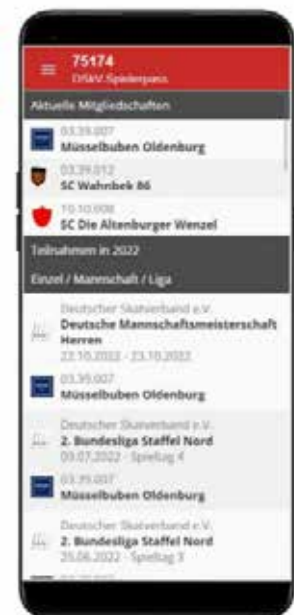 75174
DSkV-Spielerpass
Aktuelle Mitgliedschaften
03.39.007
Müsselbuben Oldenburg
03.39.012
SC Wahnbek 86
10.10.008
SC Die Altenburger Wenzel
Teilnahmen in 2022
Einzel / Mannschaft / Liga
Deutscher Skatverband e.V.
Deutsche Mannschaftsmeisterschaft
Herren
22.10.2022 - 23.10.2022
03.39.007
Müsselbuben Oldenburg
Deutscher Skatverband e.V.
2. Bundesliga Staffel Nord
09.07.2022 - Spieltag 4
03.39.007
Müsselbuben Oldenburg
Deutscher Skatverband e.V.
2. Bundesliga Staffel Nord
25.06.2022 - Spieltag 3